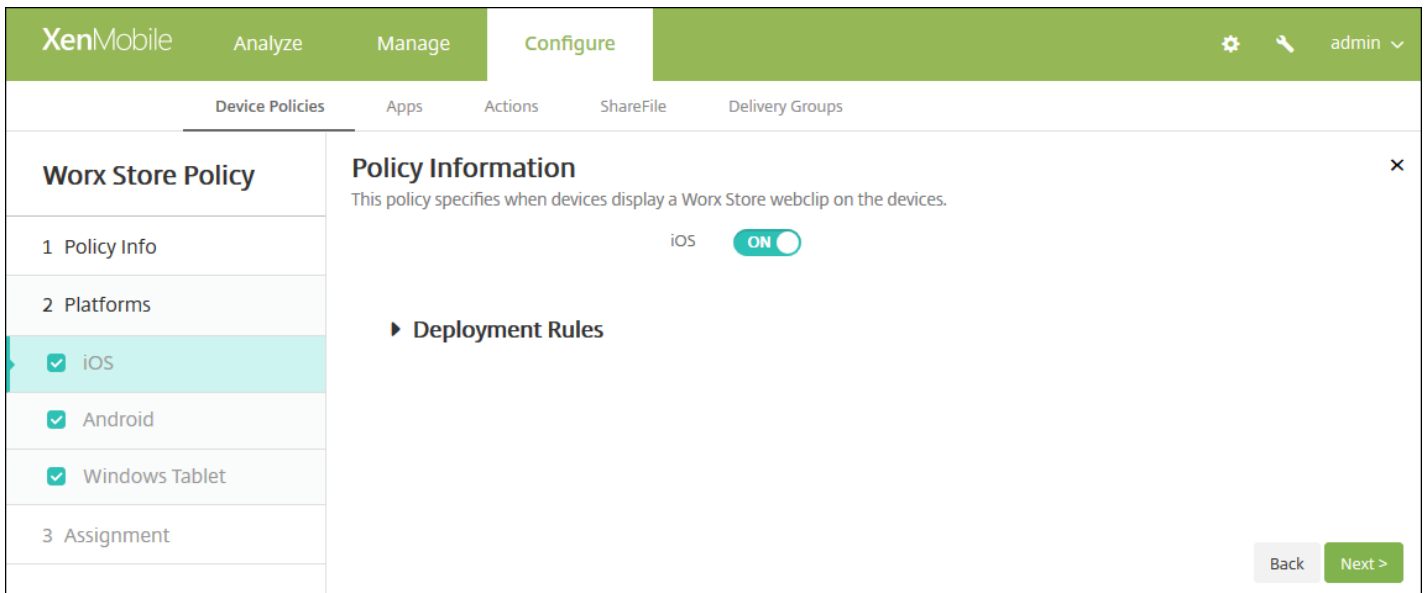 XenMobile Analyze Manage Configure admin
Device Policies Apps Actions ShareFile Delivery Groups
Worx Store Policy
1 Policy Info
2 Platforms
iOS
Android
Windows Tablet
3 Assignment
Policy Information
This policy specifies when devices display a Worx Store webclip on the devices.
iOS ON
Deployment Rules
Back Next >